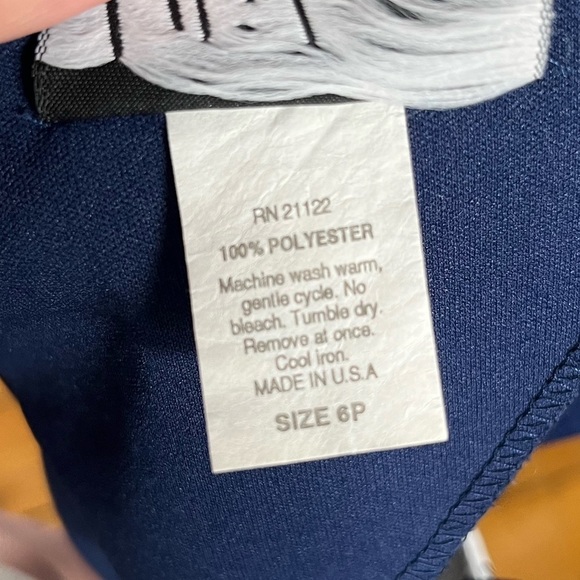 RN 21122
100% POLYESTER
Machine wash warm,
gentle cycle. No
bleach. Tumble dry.
Remove at once.
Cool iron.
MADE IN U.S.A
SIZE 6P